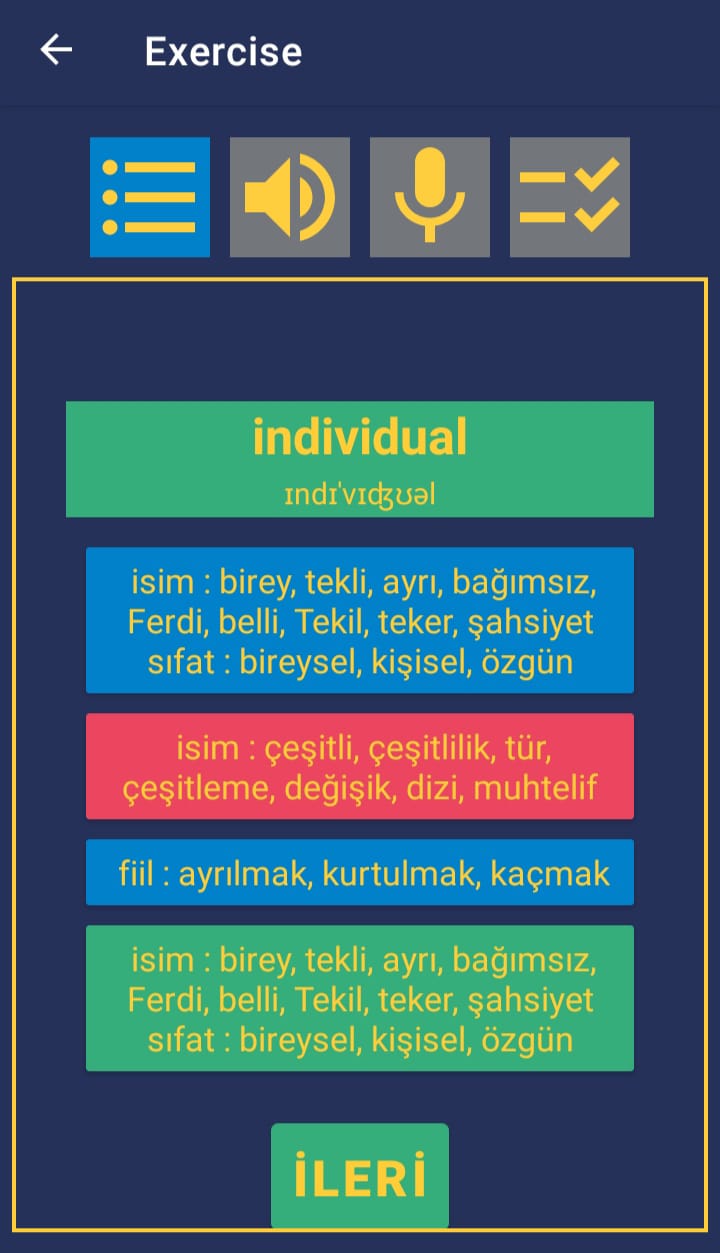 Exercise
individual
ɪndɪˈvɪʤʊəl
isim : birey, tekli, ayrı, bağımsız,
Ferdi, belli, Tekil, teker, şahsiyet
sıfat : bireysel, kişisel, özgün
isim : çeşitli, çeşitlilik, tür,
çeşitleme, değişik, dizi, muhtelif
fiil : ayrılmak, kurtulmak, kaçmak
isim : birey, tekli, ayrı, bağımsız,
Ferdi, belli, Tekil, teker, şahsiyet
sıfat : bireysel, kişisel, özgün
İLERİ